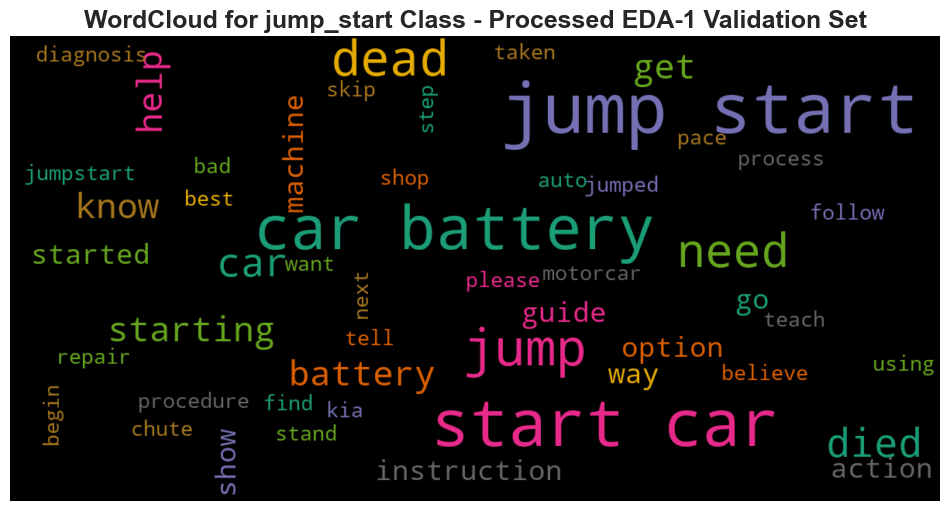 WordCloud for jump_start Class - Processed EDA-1 Validation Set
diagnosis
help
dead
taken
get
skip
step
machine
jump start
pace
process
jumpstart
bad
best
shop
auto
jumped
know
follow
car battery
started
car
want
need
please
motorcar
next
go
guide
teach
starting
tell
jump
option
repair
battery
way
believe
using
begin
procedure
find
kia
start car
chute
stand
show
died
instruction
action